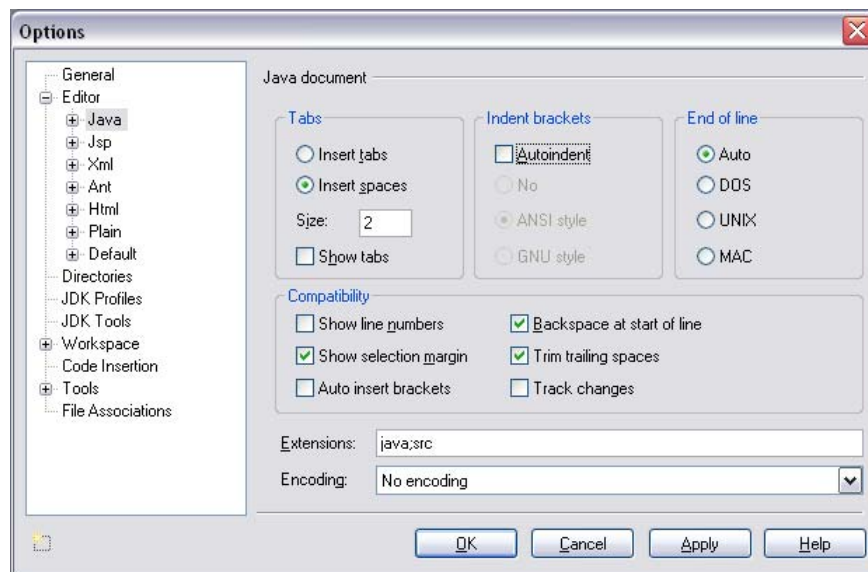 Options
General
Editor
Java
Jsp
Xml
Ant
Html
Plain
Default
Directories
JDK Profiles
JDK Tools
Workspace
Code Insertion
Tools
File Associations
Java document
Tabs
Insert tabs
Insert spaces
Size: 2
Show tabs
Indent brackets
Autoindent
No
ANSI style
GNU style
End of line
Auto
DOS
UNIX
MAC
Compatibility
Show line numbers
Show selection margin
Auto insert brackets
Backspace at start of line
Trim trailing spaces
Track changes
Extensions: java;src
Encoding: No encoding
OK Cancel Apply Help